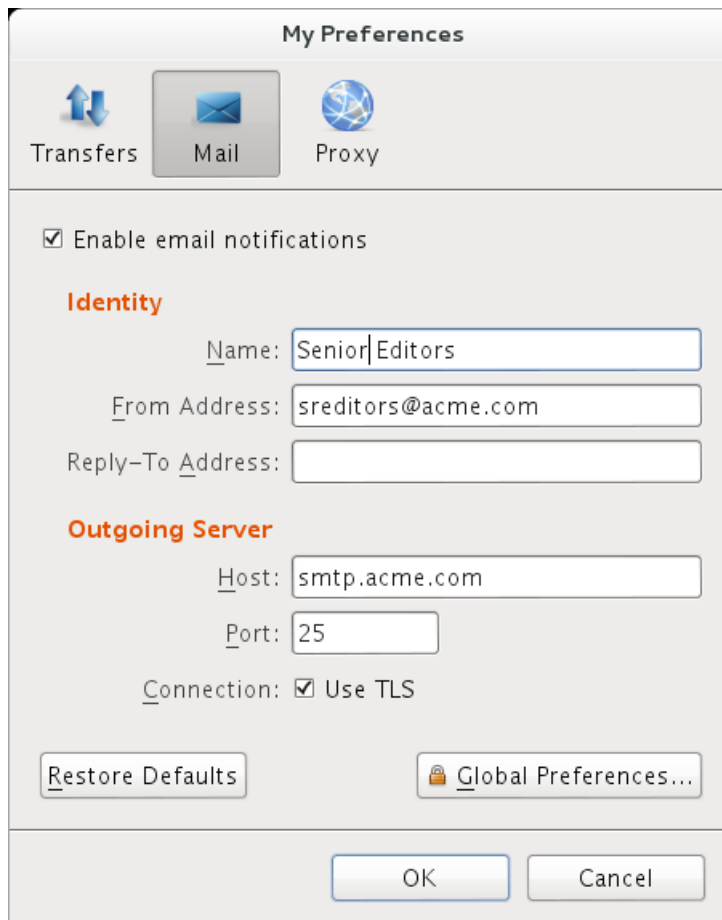 My Preferences
Transfers Mail Proxy
Enable email notifications
Identity
Name: Senior Editors
From Address: sreditors@acme.com
Reply-To Address:
Outgoing Server
Host: smtp.acme.com
Port: 25
Connection: Use TLS
Restore Defaults Global Preferences...
OK Cancel